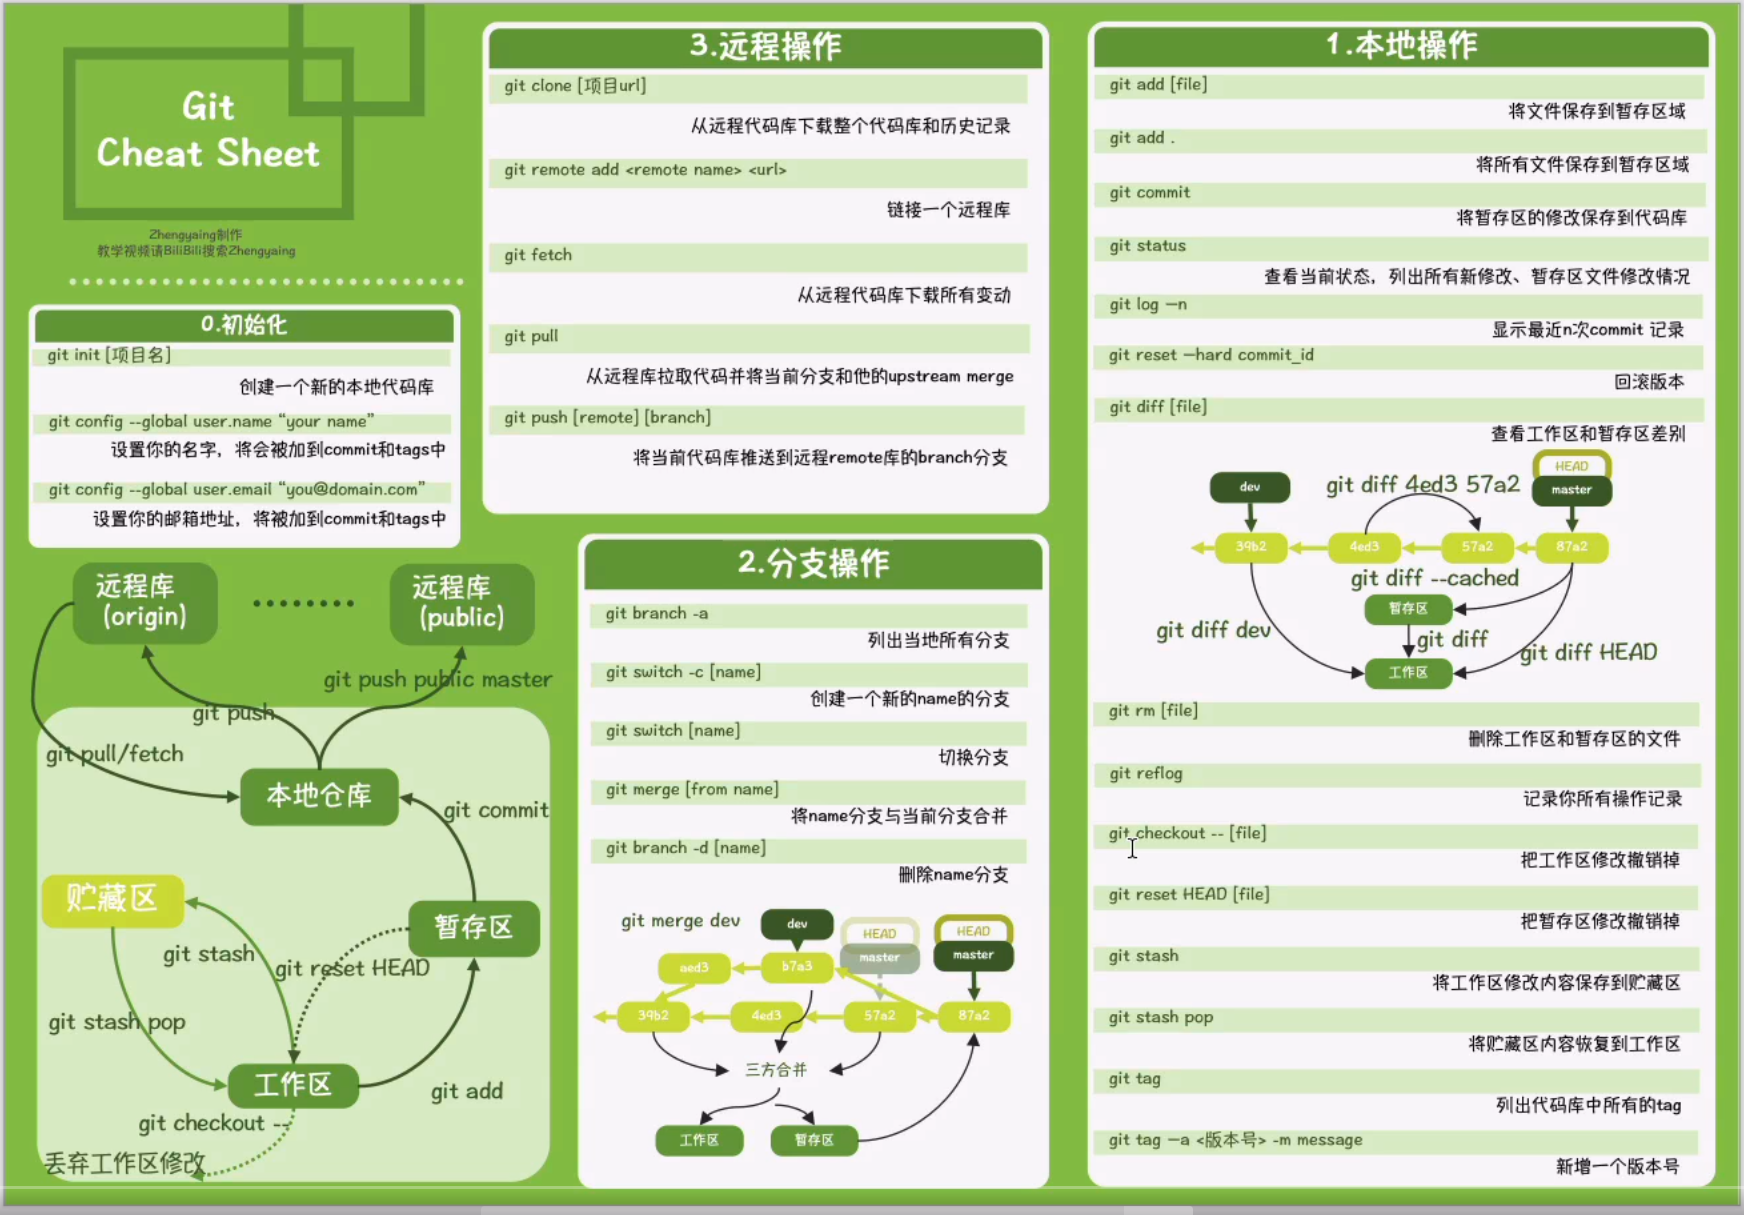 Git
Cheat Sheet
Zhengyaing制作
教学视频请BiliBili搜索Zhengyaing
0.初始化
git init [项目名]
创建一个新的本地代码库
git config --global user.name “your name”
设置你的名字，将会被加到commit和tags中
git config --global user.email “you@domain.com”
设置你的邮箱地址，将被加到commit和tags中
远程库
(origin)
远程库
(public)
git push public master
git push
git pull/fetch
本地仓库
git commit
贮藏区
暂存区
git stash
git reset HEAD
git stash pop
工作区
git add
git checkout --
丢弃工作区修改
3.远程操作
git clone [项目url]
从远程代码库下载整个代码库和历史记录
git remote add <remote name> <url>
链接一个远程库
git fetch
从远程代码库下载所有变动
git pull
从远程库拉取代码并将当前分支和他的upstream merge
git push [remote] [branch]
将当前代码库推送到远程remote库的branch分支
2.分支操作
git branch -a
列出当地所有分支
git switch -c [name]
创建一个新的name的分支
git switch [name]
切换分支
git merge [from name]
将name分支与当前分支合并
git branch -d [name]
删除name分支
git merge dev
dev
HEAD
master
HEAD
master
aed3
b7a3
39b2
4ed3
57a2
87a2
三方合并
工作区
暂存区
1.本地操作
git add [file]
将文件保存到暂存区域
git add .
将所有文件保存到暂存区域
git commit
将暂存区的修改保存到代码库
git status
查看当前状态，列出所有新修改、暂存区文件修改情况
git log —n
显示最近n次commit 记录
git reset —hard commit_id
回滚版本
git diff [file]
查看工作区和暂存区差别
dev
git diff 4ed3 57a2
HEAD
master
39b2
4ed3
57a2
87a2
git diff --cached
暂存区
git diff dev
git diff
git diff HEAD
工作区
git rm [file]
删除工作区和暂存区的文件
git reflog
记录你所有操作记录
git checkout -- [file]
把工作区修改撤销掉
git reset HEAD [file]
把暂存区修改撤销掉
git stash
将工作区修改内容保存到贮藏区
git stash pop
将贮藏区内容恢复到工作区
git tag
列出代码库中所有的tag
git tag —a <版本号> -m message
新增一个版本号